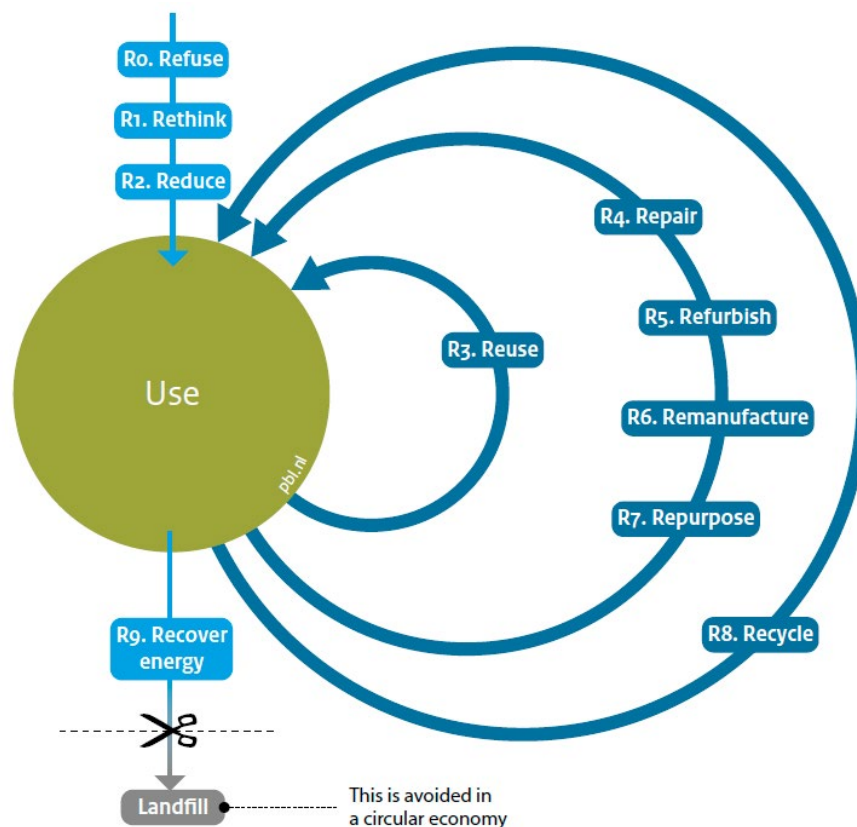 R0. Refuse
R1. Rethink
R2. Reduce
R4. Repair
R5. Refurbish
R3. Reuse
Use
R6. Remanufacture
pbl.nl
R7. Repurpose
R9. Recover
energy
R8. Recycle
Landfill
This is avoided in
a circular economy